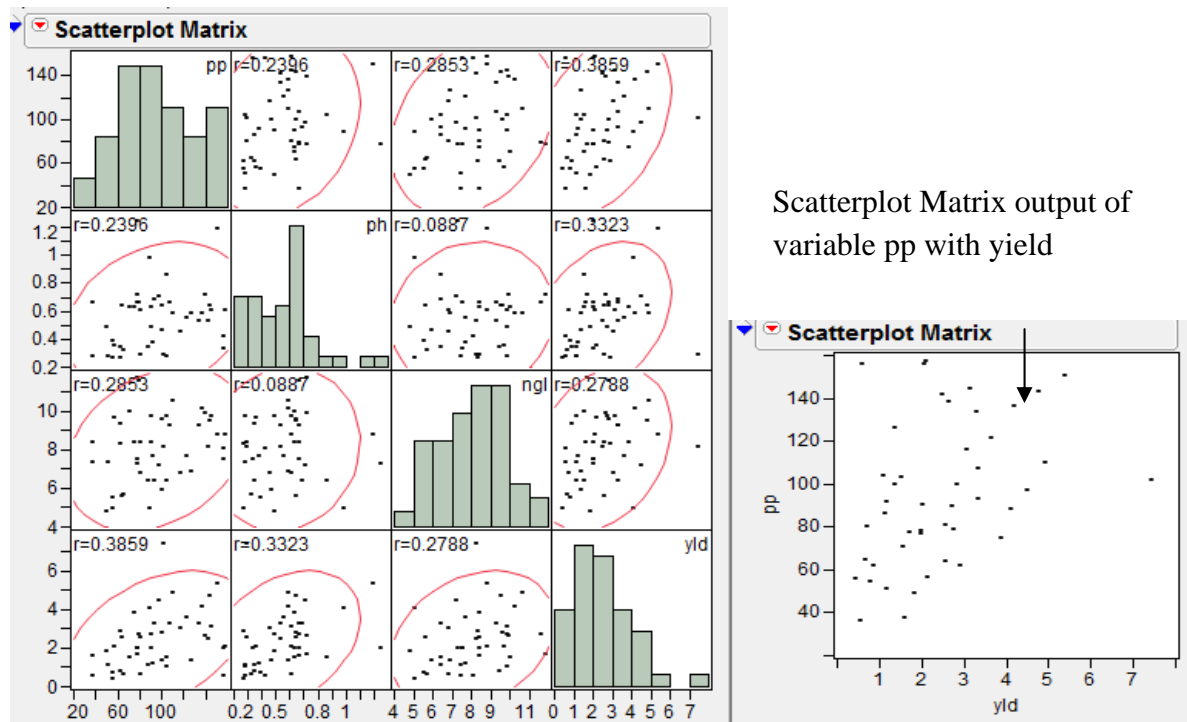 Scatterplot Matrix
pp r=0.2396 r=0.2853 r=0.3859
140
100
60
20
r=0.2396 ph r=0.0887 r=0.3323
1.2
1
0.8
0.6
0.4
0.2
r=0.2853 r=0.0887 ngl r=0.2788
10
8
6
4
r=0.3859 r=0.3323 r=0.2788 yld
6
4
2
0
20 60 100 0.2 0.5 0.8 1 4 5 6 7 8 9 11 0 1 2 3 4 5 6 7
Scatterplot Matrix output of
variable pp with yield
Scatterplot Matrix
140
120
100
80
60
40
pp
1 2 3 4 5 6 7
yld